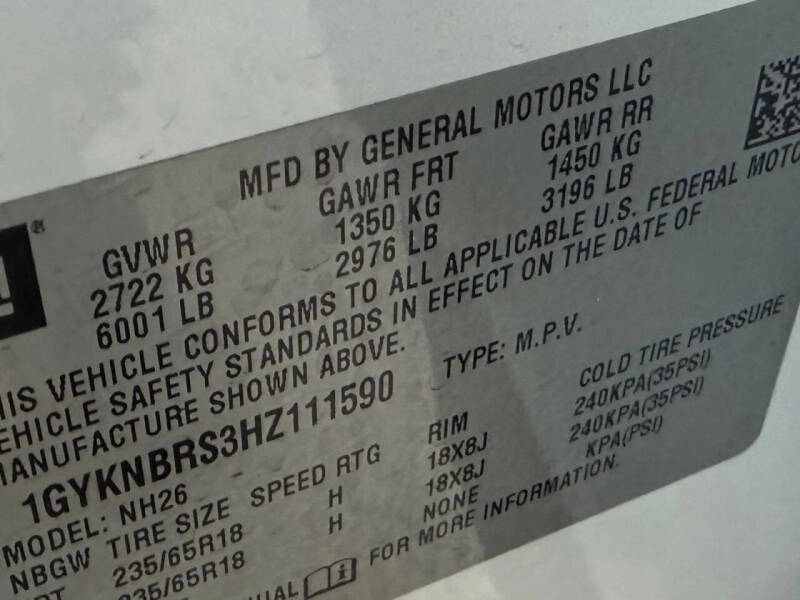 MFD BY GENERAL MOTORS LLC
GVWR GAWR FRT GAWR RR
2722 KG 1350 KG 1450 KG
6001 LB 2976 LB 3196 LB
HIS VEHICLE CONFORMS TO ALL APPLICABLE U.S. FEDERAL MOTO
EHICLE SAFETY STANDARDS IN EFFECT ON THE DATE OF
MANUFACTURE SHOWN ABOVE.
1GYKNBRS3HZ111590 TYPE: M.P.V.
MODEL: NH26
NBGW TIRE SIZE SPEED RTG RIM COLD TIRE PRESSURE
RT 235/65R18 H 18X8J 240KPA(35PSI)
235/65R18 H 18X8J 240KPA(35PSI)
NONE KPA(PSI)
UAL i FOR MORE INFORMATION.